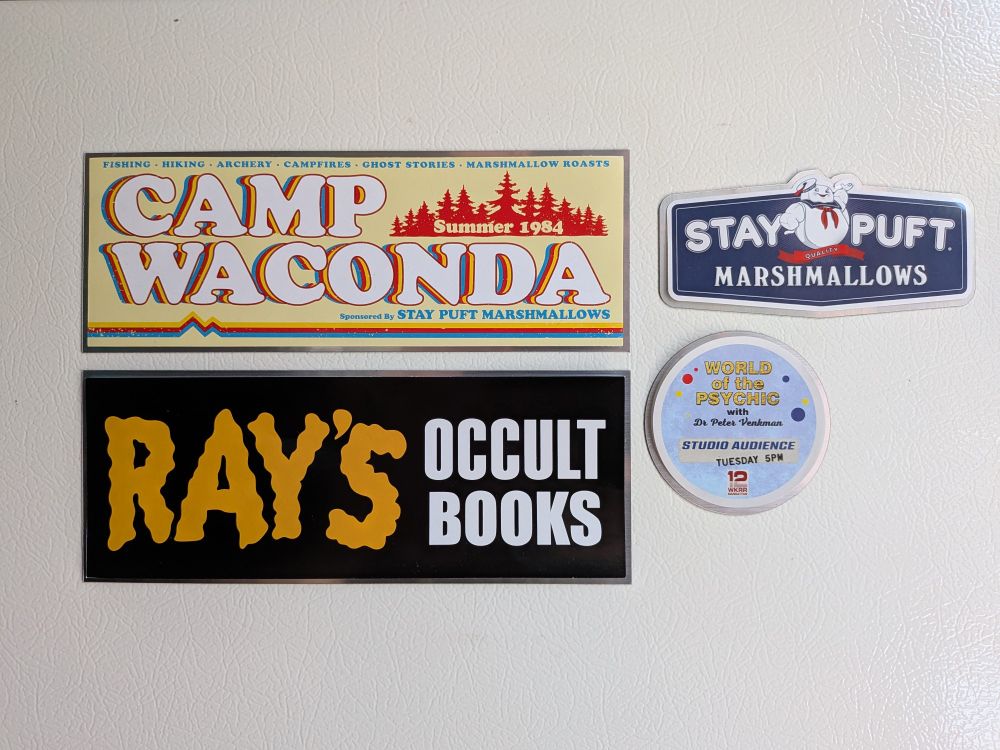 FISHING · HIKING · ARCHERY · CAMPFIRES · GHOST STORIES · MARSHMALLOW ROASTS
CAMP
Summer 1984
WACONDA
Sponsored By STAY PUFT MARSHMALLOWS
STAY PUFT
QUALITY
MARSHMALLOWS
RAY'S
OCCULT
BOOKS
WORLD
of the
PSYCHIC
with
Dr Peter Venkman
STUDIO AUDIENCE
TUESDAY 5PM
10
WKRR